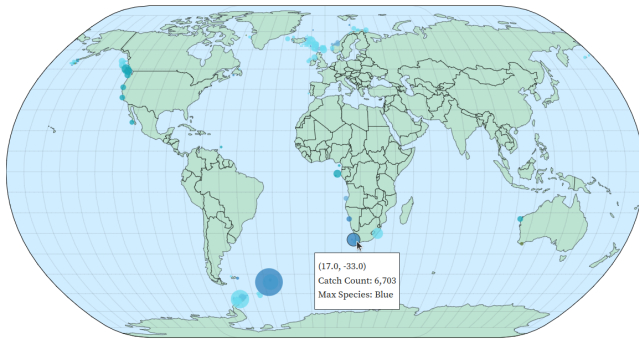 (17.0, -33.0)
Catch Count: 6,703
Max Species: Blue